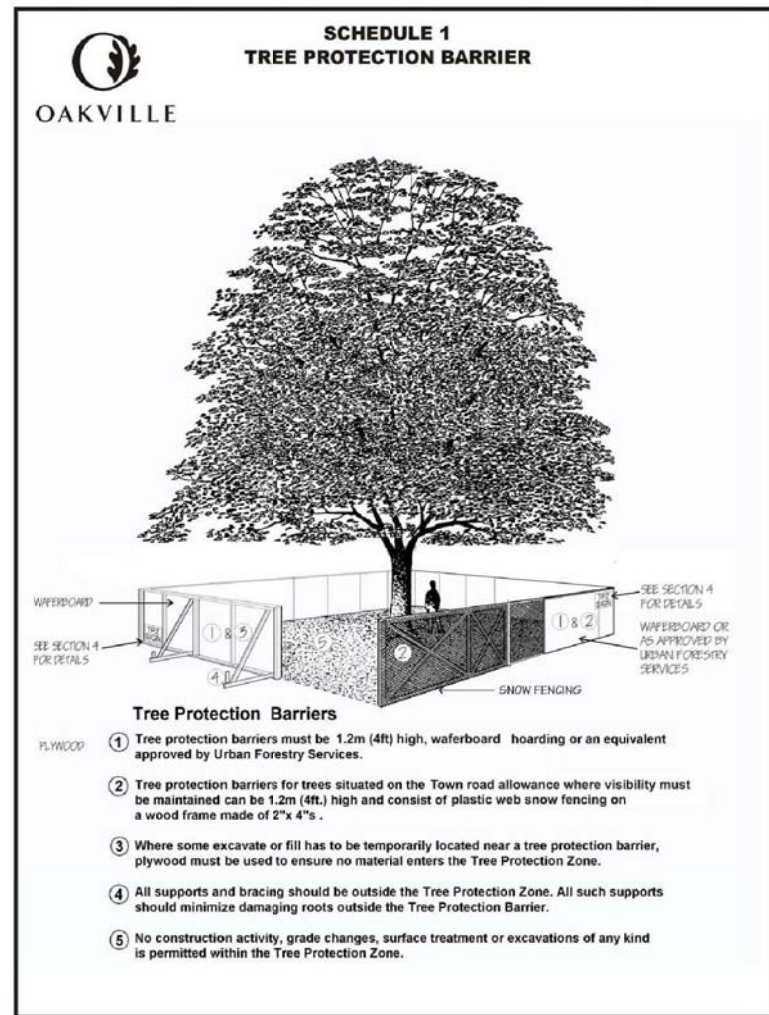 SCHEDULE 1
TREE PROTECTION BARRIER
OAKVILLE
WAFERBOARD
SEE SECTION 4
FOR DETAILS
TPZ
SIGN
1 & 3
4
5
2
1 & 2
TPZ
SIGN
SEE SECTION 4
FOR DETAILS
WAFERBOARD OR
AS APPROVED BY
URBAN FORESTRY
SERVICES
SNOW FENCING
Tree Protection Barriers
PLYWOOD
1 Tree protection barriers must be 1.2m (4ft) high, waferboard hoarding or an equivalent
approved by Urban Forestry Services.
2 Tree protection barriers for trees situated on the Town road allowance where visibility must
be maintained can be 1.2m (4ft.) high and consist of plastic web snow fencing on
a wood frame made of 2"x 4"s .
3 Where some excavate or fill has to be temporarily located near a tree protection barrier,
plywood must be used to ensure no material enters the Tree Protection Zone.
4 All supports and bracing should be outside the Tree Protection Zone. All such supports
should minimize damaging roots outside the Tree Protection Barrier.
5 No construction activity, grade changes, surface treatment or excavations of any kind
is permitted within the Tree Protection Zone.